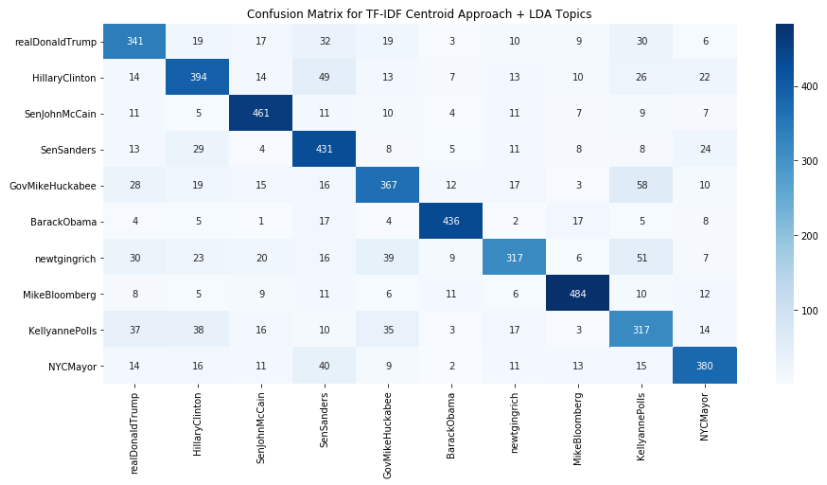 Confusion Matrix for TF-IDF Centroid Approach + LDA Topics
realDonaldTrump 341 19 17 32 19 3 10 9 30 6
HillaryClinton 14 394 14 49 13 7 13 10 26 22
SenJohnMcCain 11 5 461 11 10 4 11 7 9 7
SenSanders 13 29 4 431 8 5 11 8 8 24
GovMikeHuckabee 28 19 15 16 367 12 17 3 58 10
BarackObama 4 5 1 17 4 436 2 17 5 8
newtgingrich 30 23 20 16 39 9 317 6 51 7
MikeBloomberg 8 5 9 11 6 11 6 484 10 12
KellyannePolls 37 38 16 10 35 3 17 3 317 14
NYCMayor 14 16 11 40 9 2 11 13 15 380
realDonaldTrump
HillaryClinton
SenJohnMcCain
SenSanders
GovMikeHuckabee
BarackObama
newtgingrich
MikeBloomberg
KellyannePolls
NYCMayor
400
300
200
100